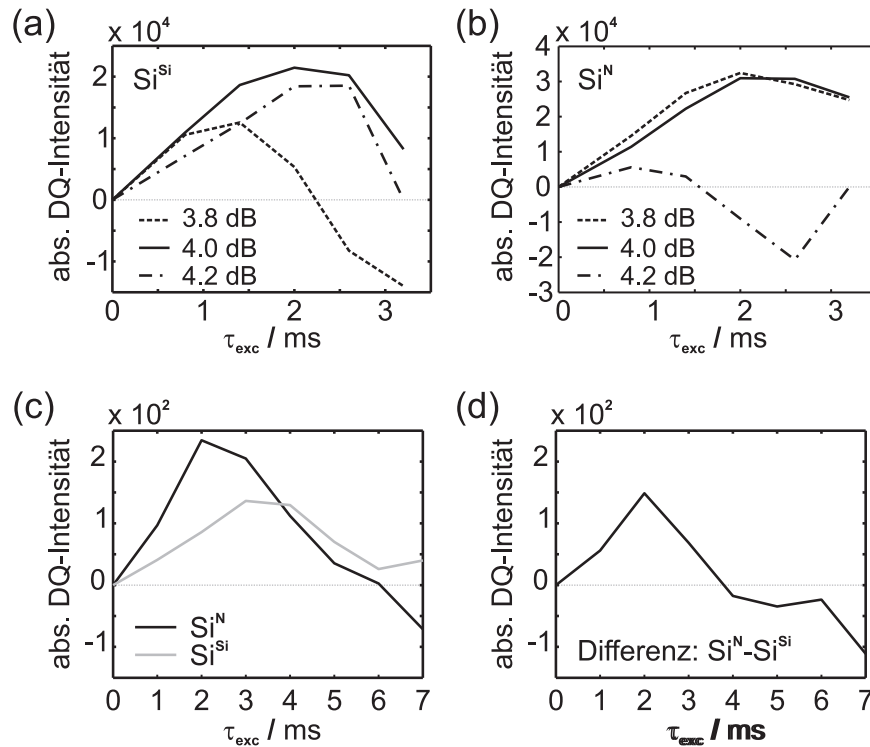 (a)
x 10⁴
Si^Si
abs. DQ-Intensität
2
1
0
-1
3.8 dB
4.0 dB
4.2 dB
0 1 2 3
τexc / ms
(b)
x 10⁴
Si^N
abs. DQ-Intensität
4
3
2
1
0
-1
-2
-3
3.8 dB
4.0 dB
4.2 dB
0 1 2 3
τexc / ms
(c)
x 10²
abs. DQ-Intensität
2
1
0
-1
Si^N
Si^Si
0 1 2 3 4 5 6 7
τexc / ms
(d)
x 10²
abs. DQ-Intensität
2
1
0
-1
Differenz: Si^N-Si^Si
0 1 2 3 4 5 6 7
τexc / ms